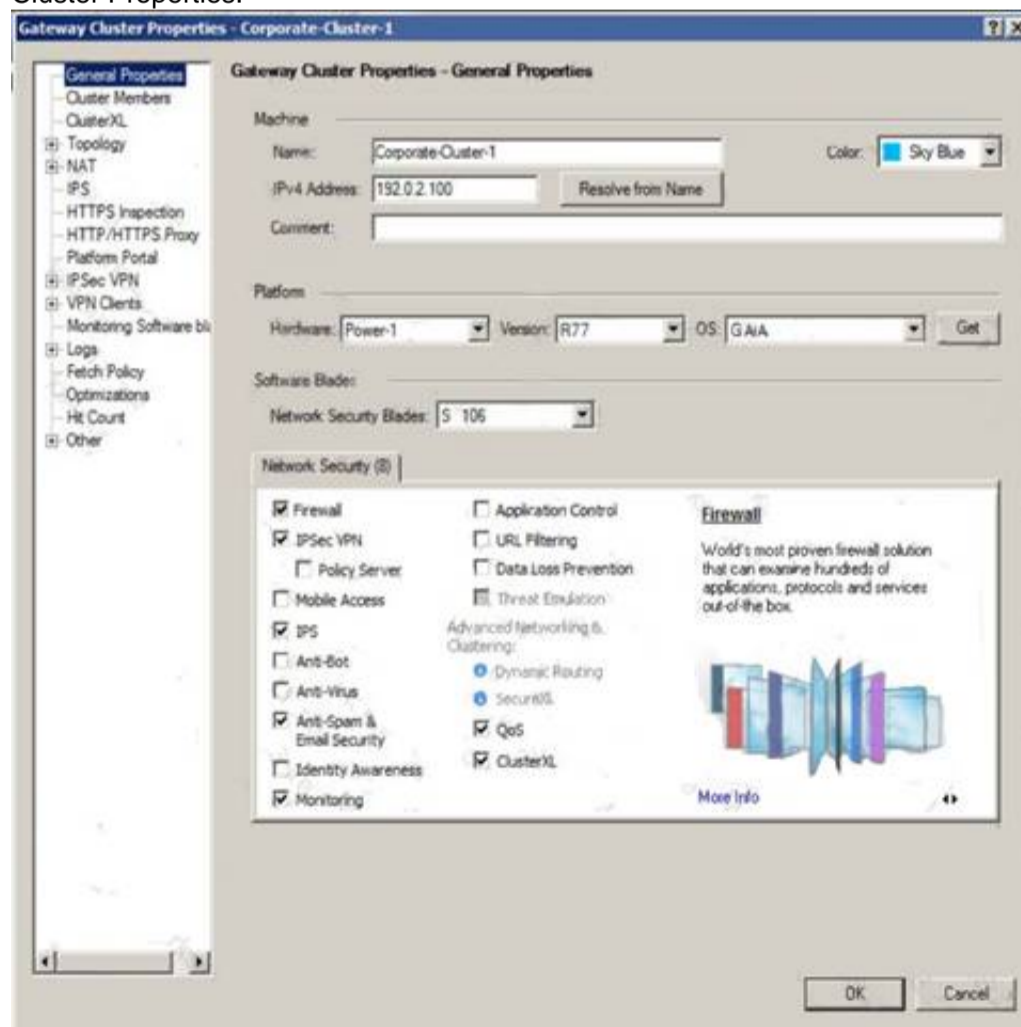 Cluster Properties.
Gateway Cluster Properties - Corporate-Cluster-1
General Properties
Cluster Members
ClusterXL
Topology
NAT
IPS
HTTPS Inspection
HTTP/HTTPS Proxy
Platform Portal
IPSec VPN
VPN Clients
Monitoring Software bla
Logs
Fetch Policy
Optimizations
Hit Count
Other
Gateway Cluster Properties - General Properties
Machine
Name: Corporate-Cluster-1 Color: Sky Blue
IPv4 Address: 192.0.2.100 Resolve from Name
Comment:
Platform
Hardware: Power-1 Version: R77 OS: GAiA Get
Software Blades
Network Security Blades: S 106
Network Security (8)
Firewall
IPSec VPN
Policy Server
Mobile Access
IPS
Anti-Bot
Anti-Virus
Anti-Spam &
Email Security
Identity Awareness
Monitoring
Application Control
URL Filtering
Data Loss Prevention
Threat Emulation
Advanced Networking &
Clustering:
Dynamic Routing
SecureXL
QoS
ClusterXL
Firewall
World's most proven firewall solution
that can examine hundreds of
applications, protocols and services
out-of-the box.
More Info
OK Cancel